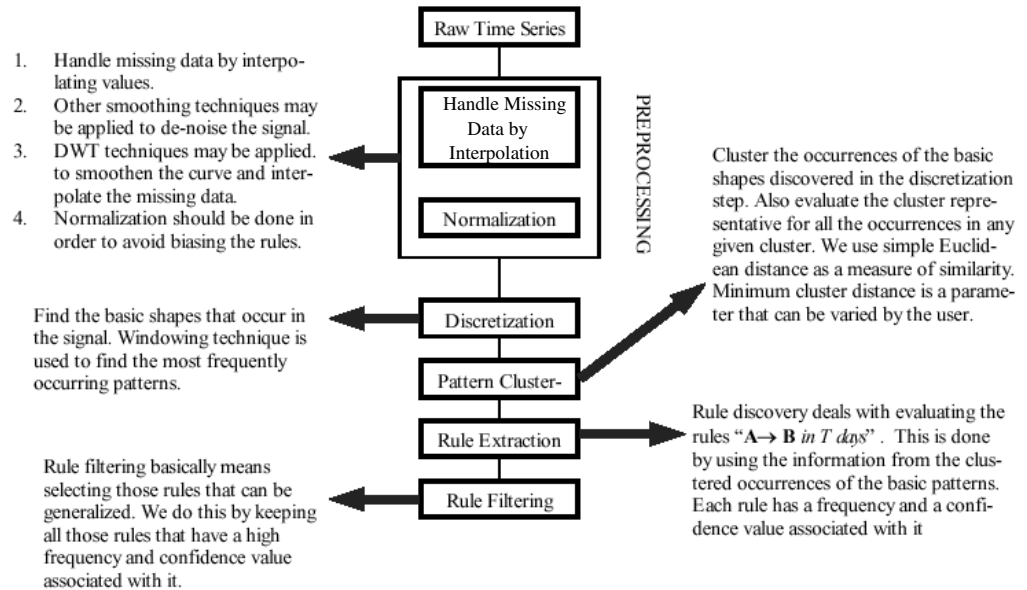 Raw Time Series
1. Handle missing data by interpo-
lating values.
2. Other smoothing techniques may
be applied to de-noise the signal.
3. DWT techniques may be applied.
to smoothen the curve and inter-
polate the missing data.
4. Normalization should be done in
order to avoid biasing the rules.
Handle Missing
Data by
Interpolation
Normalization
PREPROCESSING
Cluster the occurrences of the basic
shapes discovered in the discretization
step. Also evaluate the cluster repre-
sentative for all the occurrences in any
given cluster. We use simple Euclid-
ean distance as a measure of similarity.
Minimum cluster distance is a parame-
ter that can be varied by the user.
Find the basic shapes that occur in
the signal. Windowing technique is
used to find the most frequently
occurring patterns.
Discretization
Pattern Cluster-
Rule Extraction
Rule discovery deals with evaluating the
rules “A→ B in T days” . This is done
by using the information from the clus-
tered occurrences of the basic patterns.
Each rule has a frequency and a confi-
dence value associated with it
Rule filtering basically means
selecting those rules that can be
generalized. We do this by keeping
all those rules that have a high
frequency and confidence value
associated with it.
Rule Filtering